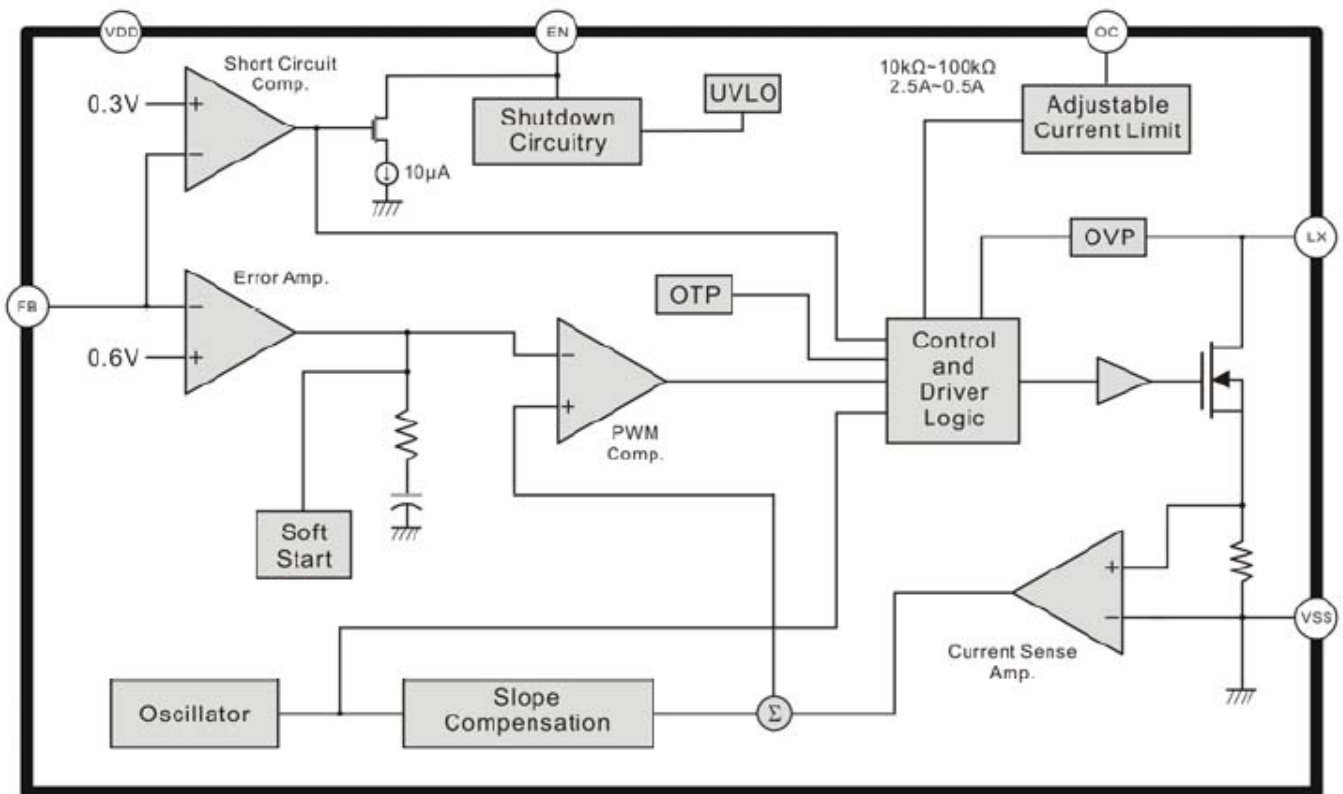 VDD
EN
OC
Short Circuit
Comp.
0.3V
+
−
10μA
Shutdown
Circuitry
UVLO
10kΩ~100kΩ
2.5A~0.5A
Adjustable
Current Limit
OVP
LX
FB
Error Amp.
−
+
0.6V
OTP
−
+
PWM
Comp.
Control
and
Driver
Logic
Soft
Start
+
−
Current Sense
Amp.
VSS
Oscillator
Slope
Compensation
Σ